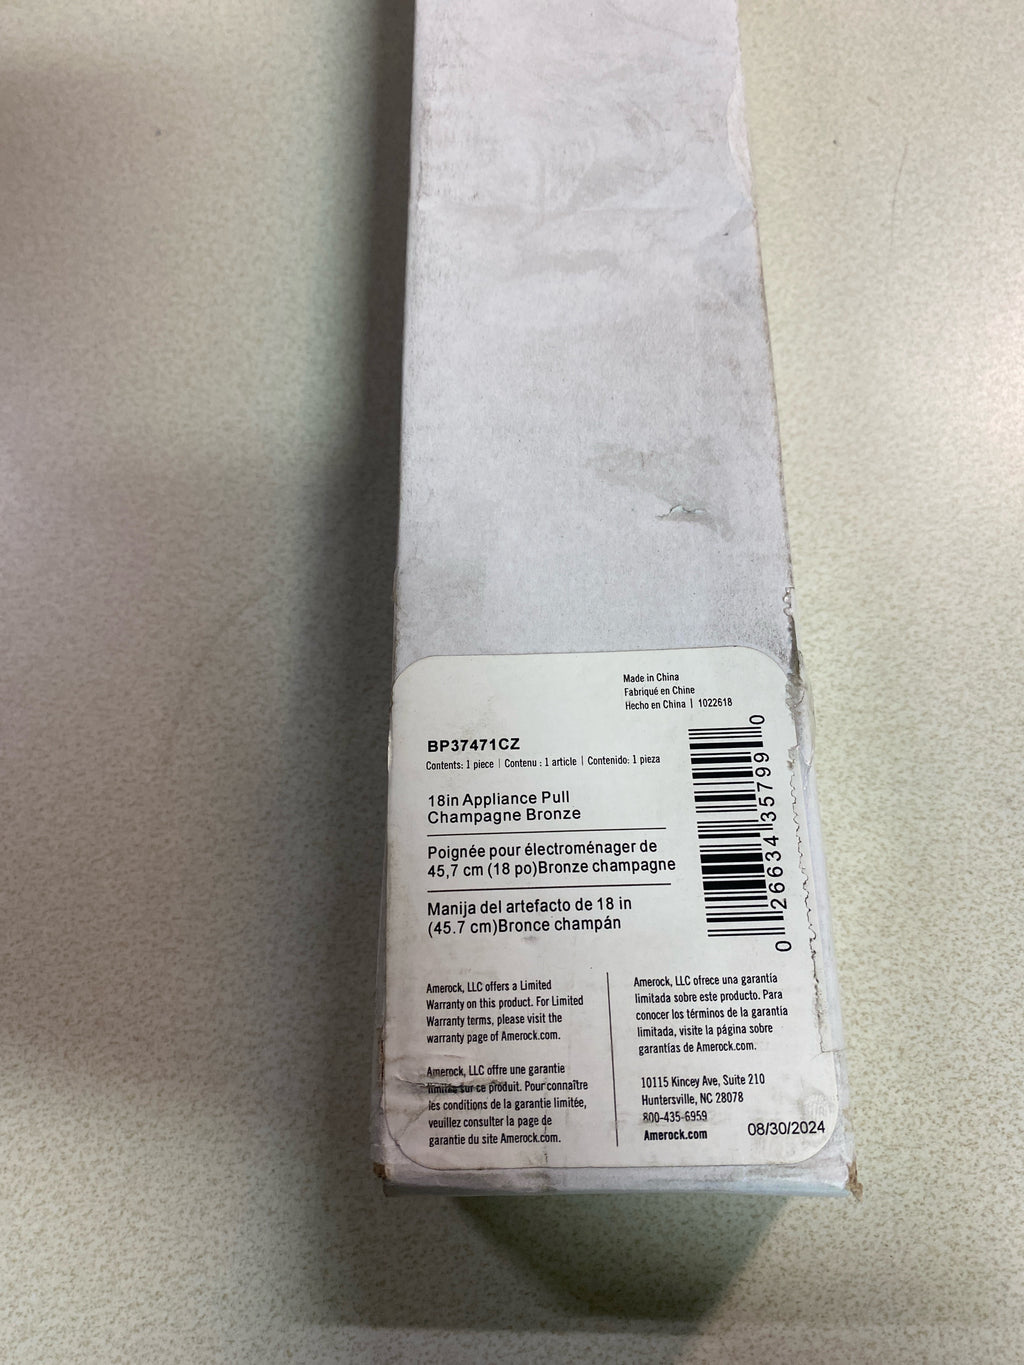 Made in China
Fabriqué en Chine
Hecho en China | 1022618
BP37471CZ
Contents: 1 piece | Contenu : 1 article | Contenido: 1 pieza
18in Appliance Pull
Champagne Bronze
Poignée pour électroménager de
45,7 cm (18 po)Bronze champagne
Manija del artefacto de 18 in
(45.7 cm)Bronce champán
0 26634 35799 0
Amerock, LLC offers a Limited
Warranty on this product. For Limited
Warranty terms, please visit the
warranty page of Amerock.com.
Amerock, LLC offre une garantie
limitée sur ce produit. Pour connaître
les conditions de la garantie limitée,
veuillez consulter la page de
garantie du site Amerock.com.
Amerock, LLC ofrece una garantía
limitada sobre este producto. Para
conocer los términos de la garantía
limitada, visite la página sobre
garantías de Amerock.com.
10115 Kincey Ave, Suite 210
Huntersville, NC 28078
800-435-6959
Amerock.com
08/30/2024